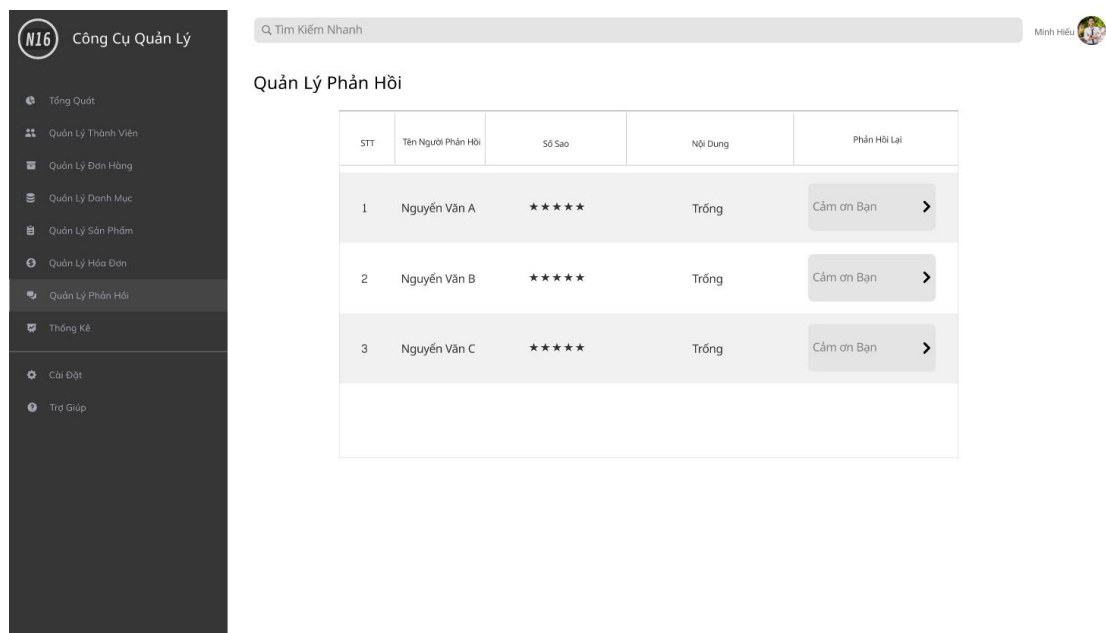 N16 Công Cụ Quản Lý
Tổng Quát
Quản Lý Thành Viên
Quản Lý Đơn Hàng
Quản Lý Danh Mục
Quản Lý Sản Phẩm
Quản Lý Hóa Đơn
Quản Lý Phản Hồi
Thống Kê
Cài Đặt
Trợ Giúp
Tìm Kiếm Nhanh
Minh Hiếu
Quản Lý Phản Hồi
STT Tên Người Phản Hồi Số Sao Nội Dung Phản Hồi Lại
1 Nguyễn Văn A ★★★★★ Trống Cảm ơn Bạn
2 Nguyễn Văn B ★★★★★ Trống Cảm ơn Bạn
3 Nguyễn Văn C ★★★★★ Trống Cảm ơn Bạn